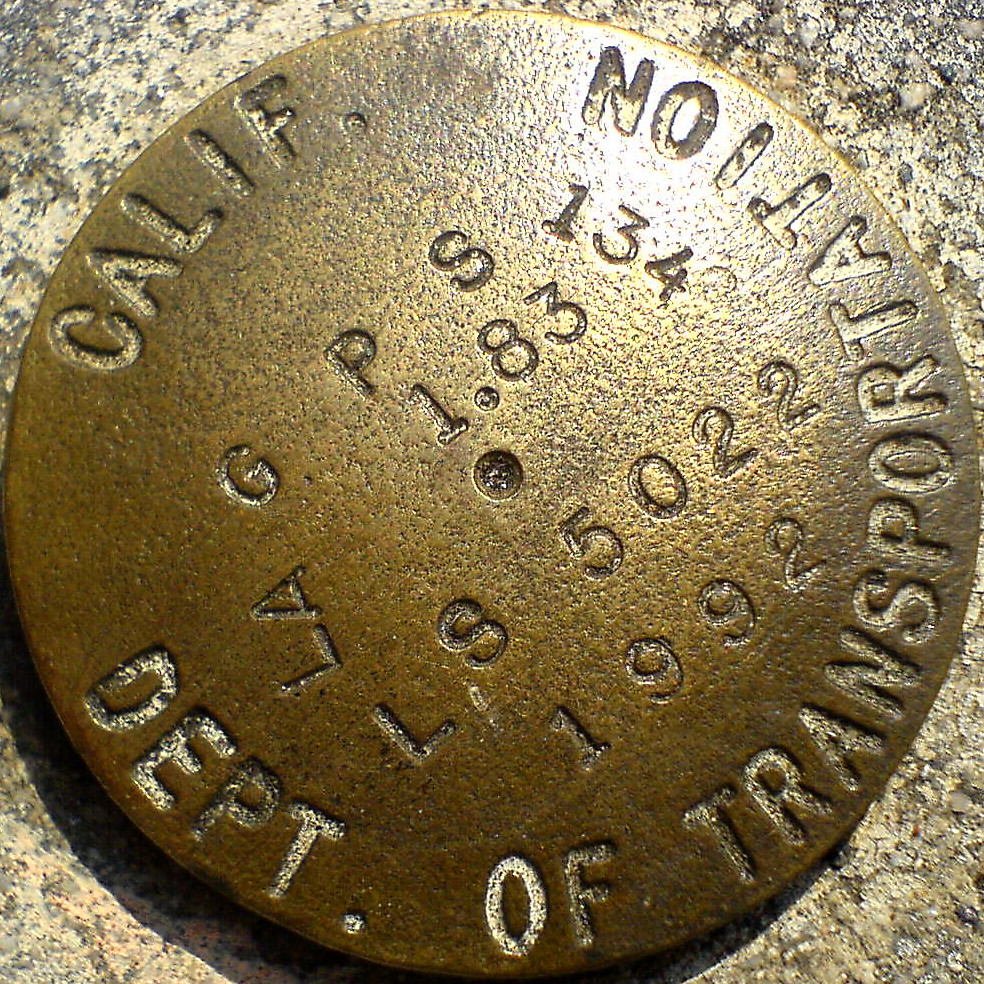 CALIF. DEPT. OF TRANSPORTATION
LA GPS 134
1.83
LS 5022
1992